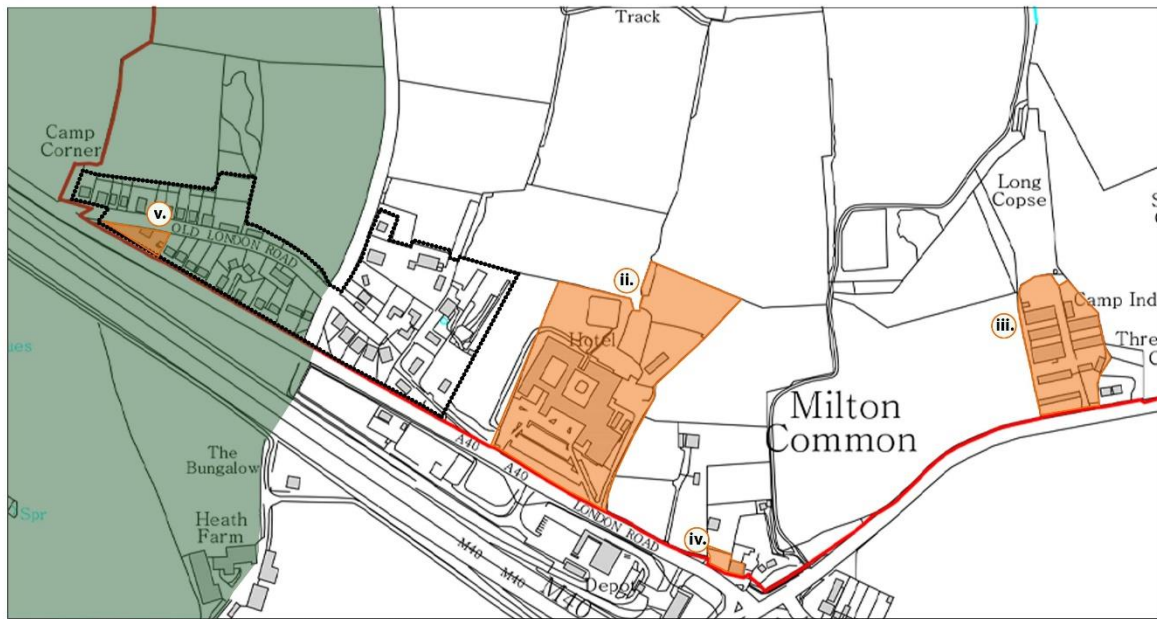 Track
Camp
Corner
v.
OLD LONDON ROAD
ii.
Hotel
Long
Copse
iii.
Camp Ind
Thre
Milton
Common
A40
A40
LONDON ROAD
iv.
The
Bungalow
Heath
Farm
Spr
M40
M40
Depot
M40